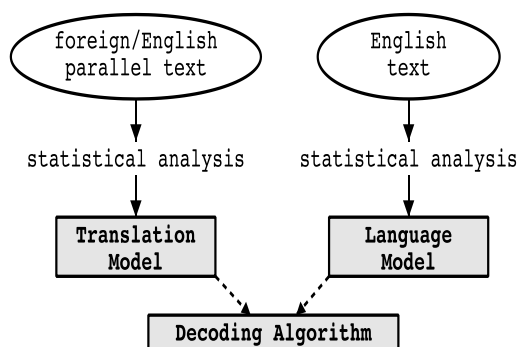 foreign/English
parallel text
English
text
statistical analysis
statistical analysis
Translation
Model
Language
Model
Decoding Algorithm